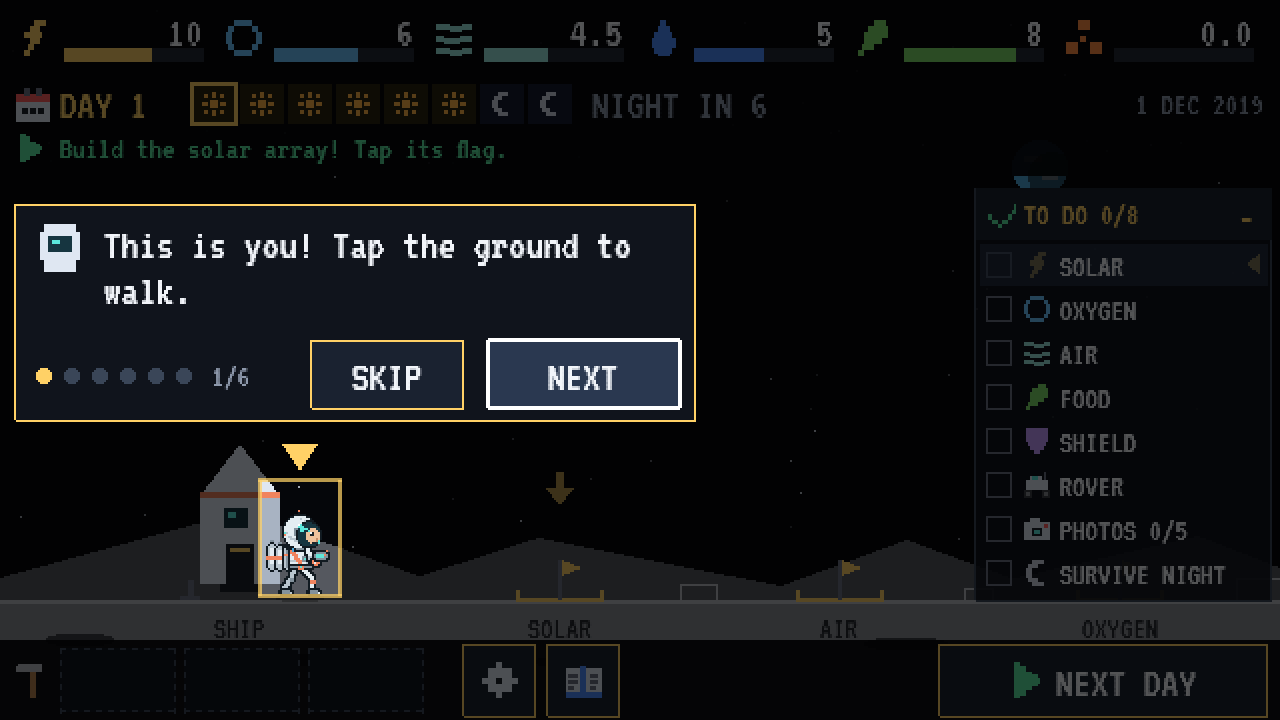 10 6 4.5 5 8 0.0
DAY 1 NIGHT IN 6 1 DEC 2019
Build the solar array! Tap its flag.
This is you! Tap the ground to
walk.
1/6 SKIP NEXT
TO DO 0/8 -
SOLAR
OXYGEN
AIR
FOOD
SHIELD
ROVER
PHOTOS 0/5
SURVIVE NIGHT
SHIP SOLAR AIR OXYGEN
NEXT DAY